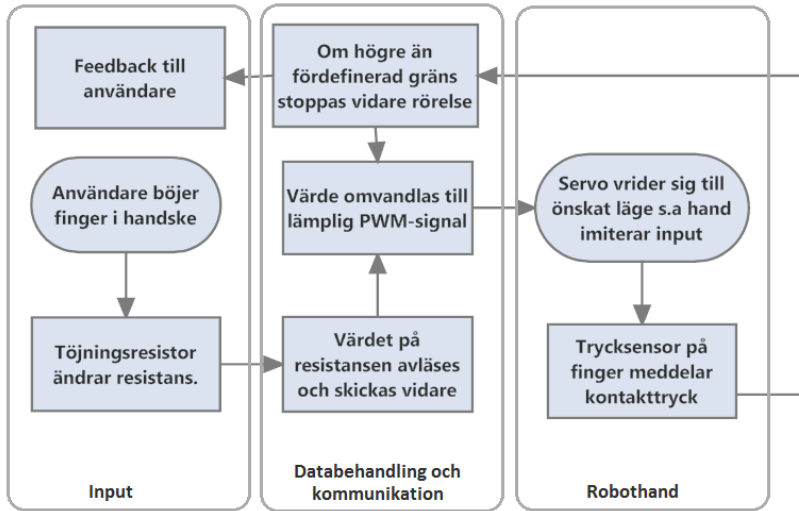 Feedback till
användare
Användare böjer
finger i handske
Töjningsresistor
ändrar resistans.
Input
Om högre än
fördefinerad gräns
stoppas vidare rörelse
Värde omvandlas till
lämplig PWM-signal
Värdet på
resistansen avläses
och skickas vidare
Databehandling och
kommunikation
Servo vrider sig till
önskat läge s.a hand
imiterar input
Trycksensor på
finger meddelar
kontakttryck
Robothand